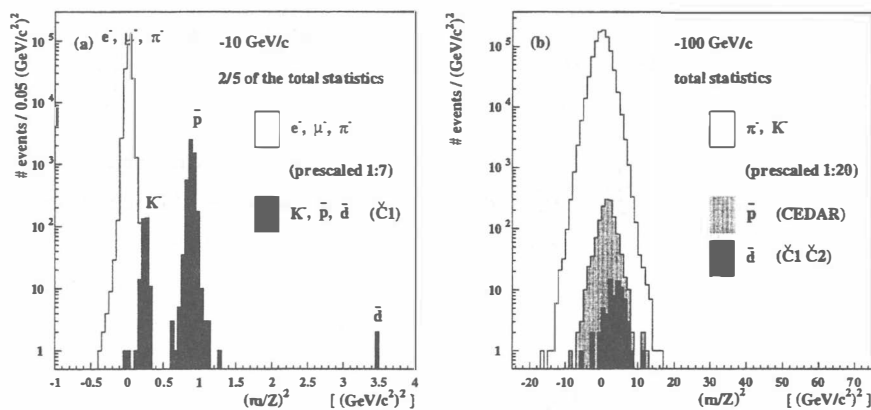 # events / 0.05 (GeV/c²)²
(a) e⁻, μ⁻, π⁻
-10 GeV/c
2/5 of the total statistics
e⁻, μ⁻, π⁻
(prescaled 1:7)
K⁻, p̄, d̄ (Č1)
K⁻
p̄
d̄
10⁵
10⁴
10³
10²
10
1
-1 -0.5 0 0.5 1 1.5 2 2.5 3 3.5 4
(m/Z)² [ (GeV/c²)² ]
# events / (GeV/c²)²
(b)
-100 GeV/c
total statistics
π⁻, K⁻
(prescaled 1:20)
p̄ (CEDAR)
d̄ (Č1 Č2)
10⁵
10⁴
10³
10²
10
1
-20 -10 0 10 20 30 40 50 60 70
(m/Z)² [ (GeV/c²)² ]